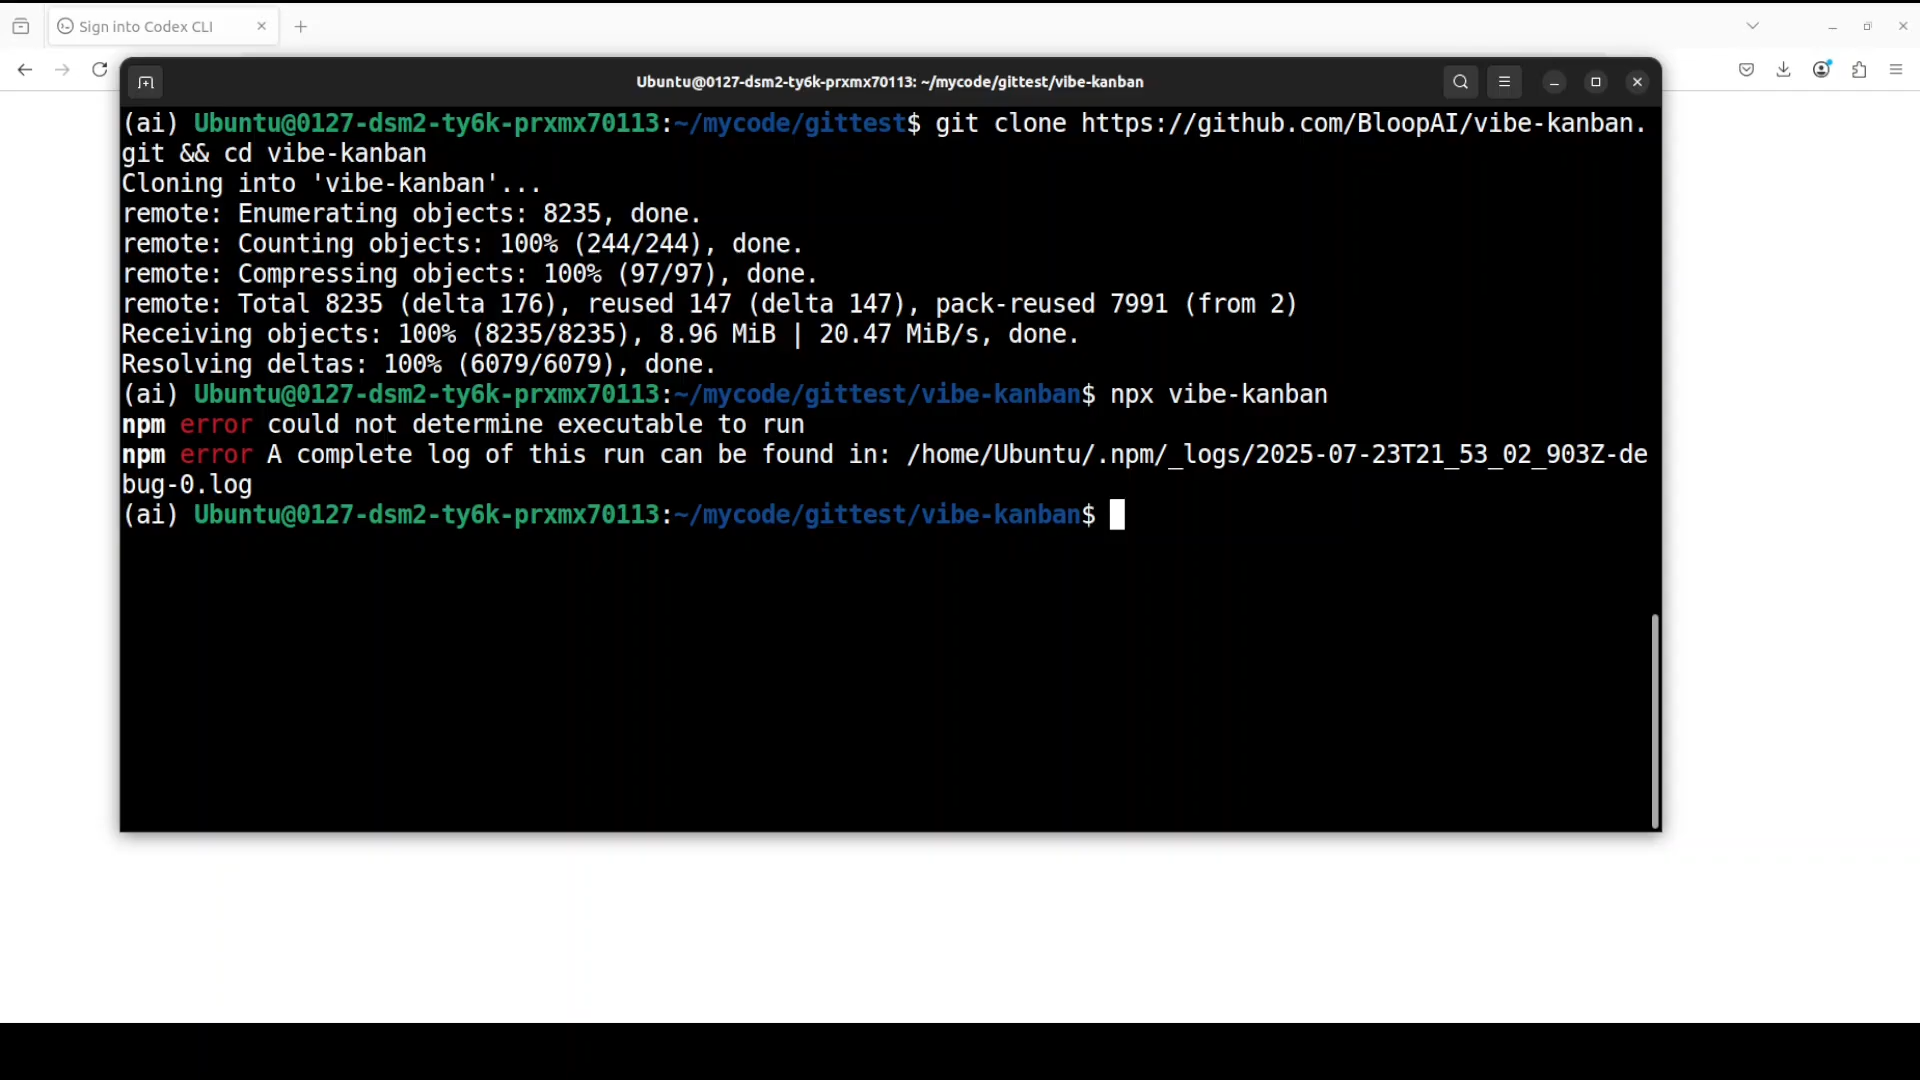 Sign into Codex CLI
Ubuntu@0127-dsm2-ty6k-prxmx70113: ~/mycode/gittest/vibe-kanban
(ai) Ubuntu@0127-dsm2-ty6k-prxmx70113:~/mycode/gittest$ git clone https://github.com/BloopAI/vibe-kanban.
git && cd vibe-kanban
Cloning into 'vibe-kanban'...
remote: Enumerating objects: 8235, done.
remote: Counting objects: 100% (244/244), done.
remote: Compressing objects: 100% (97/97), done.
remote: Total 8235 (delta 176), reused 147 (delta 147), pack-reused 7991 (from 2)
Receiving objects: 100% (8235/8235), 8.96 MiB | 20.47 MiB/s, done.
Resolving deltas: 100% (6079/6079), done.
(ai) Ubuntu@0127-dsm2-ty6k-prxmx70113:~/mycode/gittest/vibe-kanban$ npx vibe-kanban
npm error could not determine executable to run
npm error A complete log of this run can be found in: /home/Ubuntu/.npm/_logs/2025-07-23T21_53_02_903Z-de
bug-0.log
(ai) Ubuntu@0127-dsm2-ty6k-prxmx70113:~/mycode/gittest/vibe-kanban$